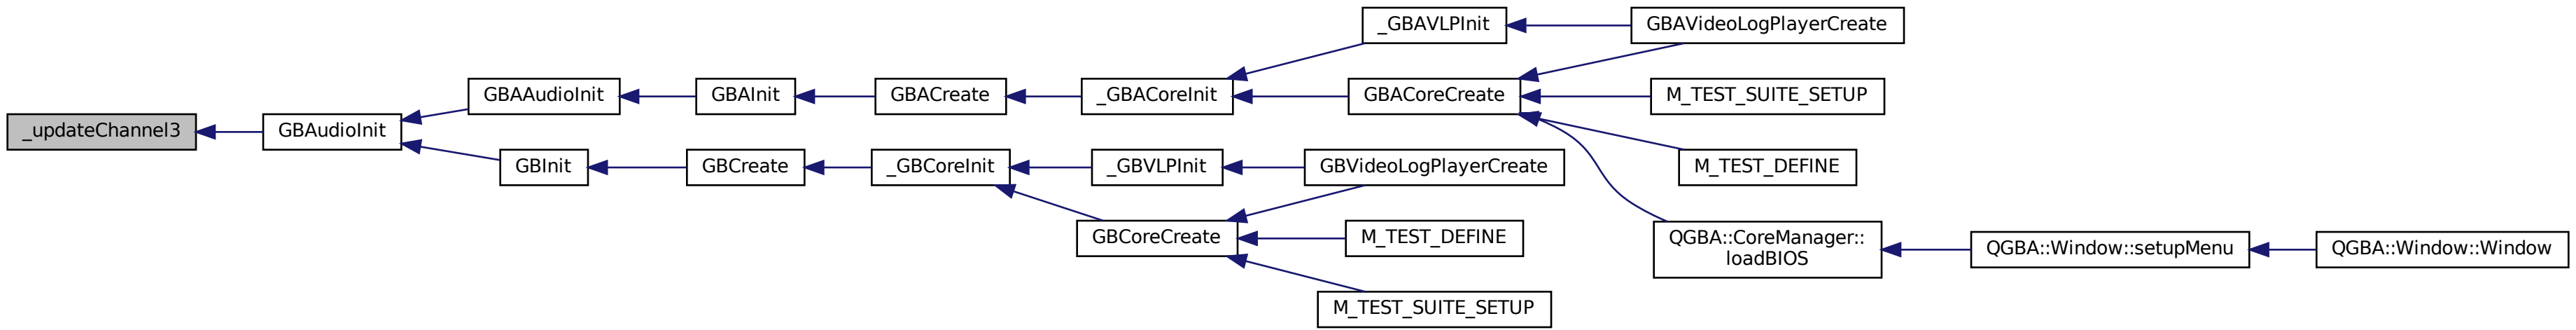 _GBAVLPInit
GBAVideoLogPlayerCreate
GBAAudioInit
GBAInit
GBACreate
_GBACoreInit
GBACoreCreate
M_TEST_SUITE_SETUP
_updateChannel3
GBAudioInit
GBInit
GBCreate
_GBCoreInit
_GBVLPInit
GBVideoLogPlayerCreate
M_TEST_DEFINE
GBCoreCreate
M_TEST_DEFINE
QGBA::CoreManager::
loadBIOS
QGBA::Window::setupMenu
QGBA::Window::Window
M_TEST_SUITE_SETUP